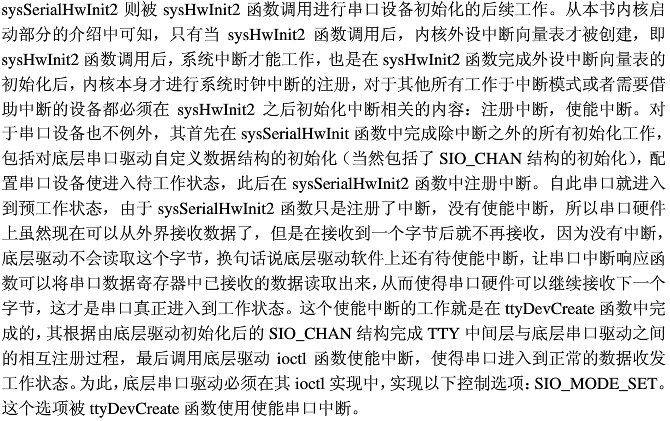 sysSerialHwInit2 则被 sysHwInit2 函数调用进行串口设备初始化的后续工作。从本书内核启
动部分的介绍中可知，只有当 sysHwInit2 函数调用后，内核外设中断向量表才被创建，即
sysHwInit2 函数调用后，系统中断才能工作，也是在 sysHwInit2 函数完成外设中断向量表的
初始化后，内核本身才进行系统时钟中断的注册，对于其他所有工作于中断模式或者需要借
助中断的设备都必须在 sysHwInit2 之后初始化中断相关的内容：注册中断，使能中断。对
于串口设备也不例外，其首先在 sysSerialHwInit 函数中完成除中断之外的所有初始化工作，
包括对底层串口驱动自定义数据结构的初始化（当然包括了 SIO_CHAN 结构的初始化），配
置串口设备使进入待工作状态，此后在 sysSerialHwInit2 函数中注册中断。自此串口就进入
到预工作状态，由于 sysSerialHwInit2 函数只是注册了中断，没有使能中断，所以串口硬件
上虽然现在可以从外界接收数据了，但是在接收到一个字节后就不再接收，因为没有中断，
底层驱动不会读取这个字节，换句话说底层驱动软件上还有待使能中断，让串口中断响应函
数可以将串口数据寄存器中已接收的数据读取出来，从而使得串口硬件可以继续接收下一个
字节，这才是串口真正进入到工作状态。这个使能中断的工作就是在 ttyDevCreate 函数中完
成的，其根据由底层驱动初始化后的 SIO_CHAN 结构完成 TTY 中间层与底层串口驱动之间
的相互注册过程，最后调用底层驱动 ioctl 函数使能中断，使得串口进入到正常的数据收发
工作状态。为此，底层串口驱动必须在其 ioctl 实现中，实现以下控制选项：SIO_MODE_SET。
这个选项被 ttyDevCreate 函数使用使能串口中断。